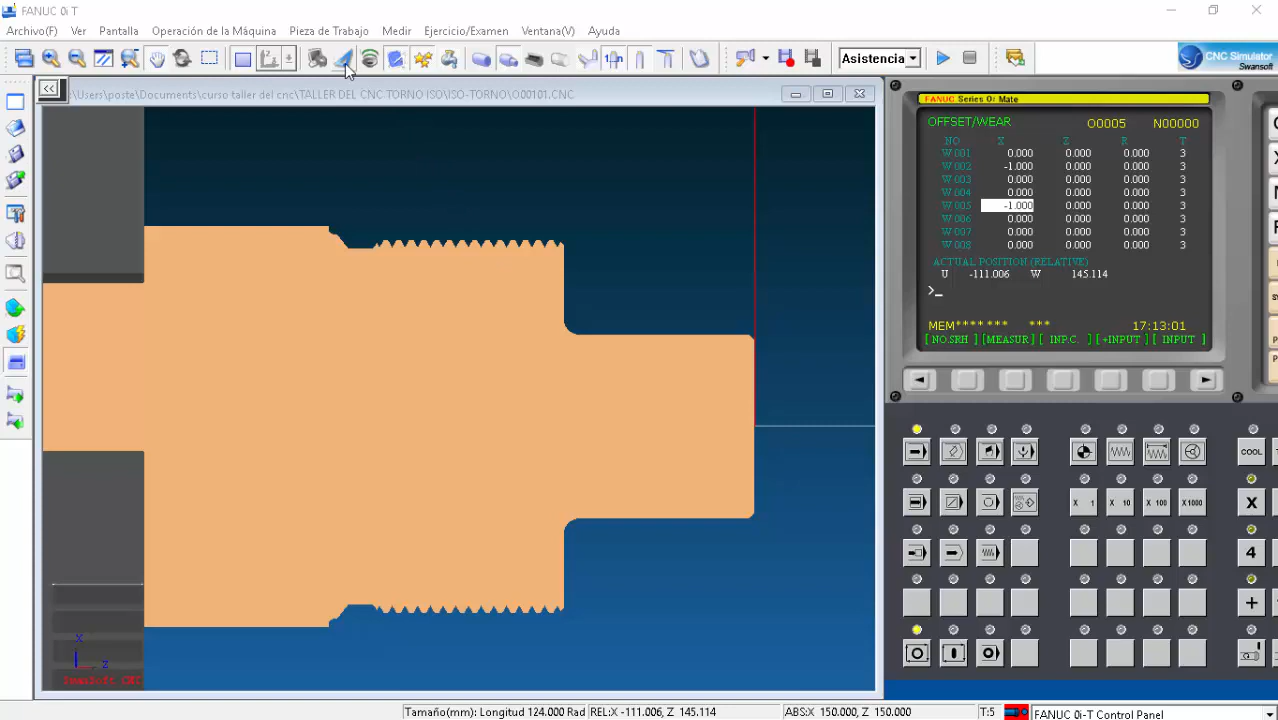 FANUC 0i T
Archivo(F) Ver Pantalla Operación de la Máquina Pieza de Trabajo Medir Ejercicio/Examen Ventana(V) Ayuda
Asistencia
CNC Simulator
Swansoft
<<
\Users\poste\Documents\curso taller del cnc\TALLER DEL CNC TORNO ISO\ISO-TORNO\O00101.CNC
FANUC Series 0i Mate
OFFSET/WEAR O0005 N00000
NO X Z R T
W 001 0.000 0.000 0.000 3
W 002 -1.000 0.000 0.000 3
W 003 0.000 0.000 0.000 3
W 004 0.000 0.000 0.000 3
W 005 -1.000 0.000 0.000 3
W 006 0.000 0.000 0.000 3
W 007 0.000 0.000 0.000 3
W 008 0.000 0.000 0.000 3
ACTUAL POSITION (RELATIVE)
U -111.006 W 145.114
>_
MEM**** *** *** 17:13:01
[ NO.SRH ] [MEASUR] [ INP.C. ] [ +INPUT ] [ INPUT ]
COOL
X 1 X 10 X 100 X1000 X
4
+
X
Z
SwanSoft CNC
Tamaño(mm): Longitud 124.000 Rad REL:X -111.006, Z 145.114 ABS:X 150.000, Z 150.000 T:5 FANUC 0i-T Control Panel